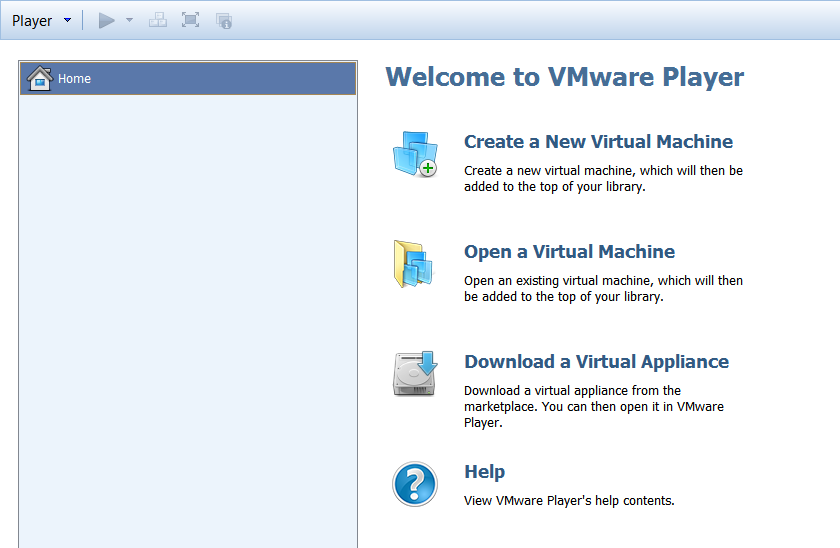 Player
Home
Welcome to VMware Player
Create a New Virtual Machine
Create a new virtual machine, which will then be
added to the top of your library.
Open a Virtual Machine
Open an existing virtual machine, which will then
be added to the top of your library.
Download a Virtual Appliance
Download a virtual appliance from the
marketplace. You can then open it in VMware
Player.
Help
View VMware Player's help contents.